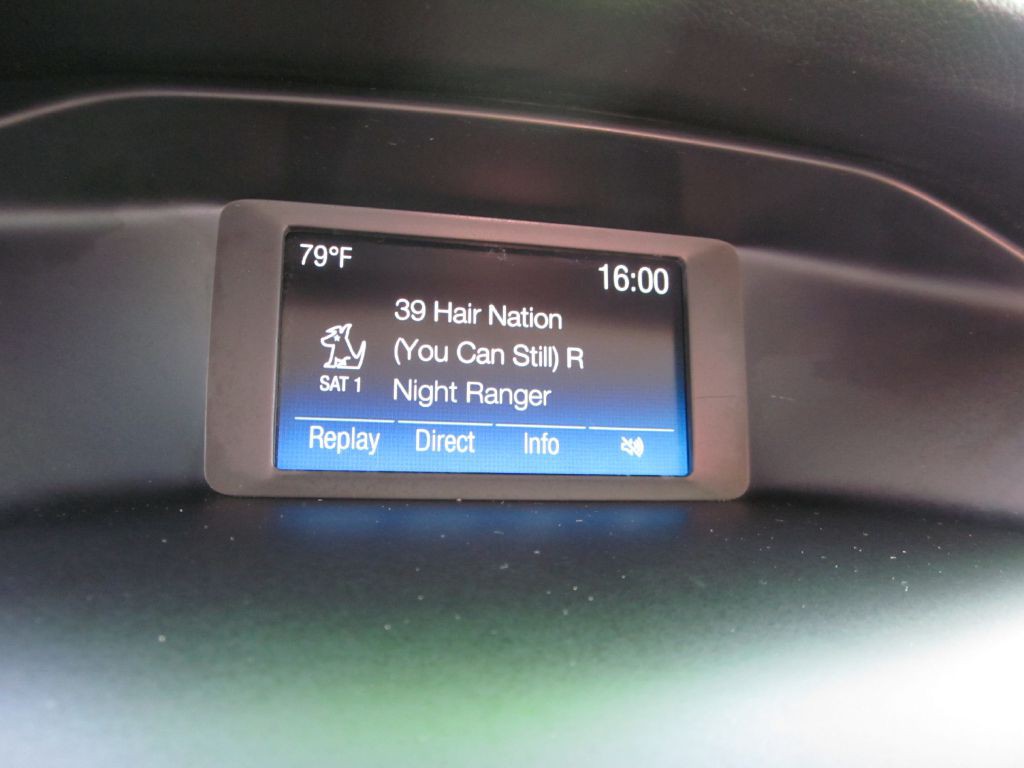 79°F
16:00
39 Hair Nation
(You Can Still) R
Night Ranger
SAT 1
Replay Direct Info